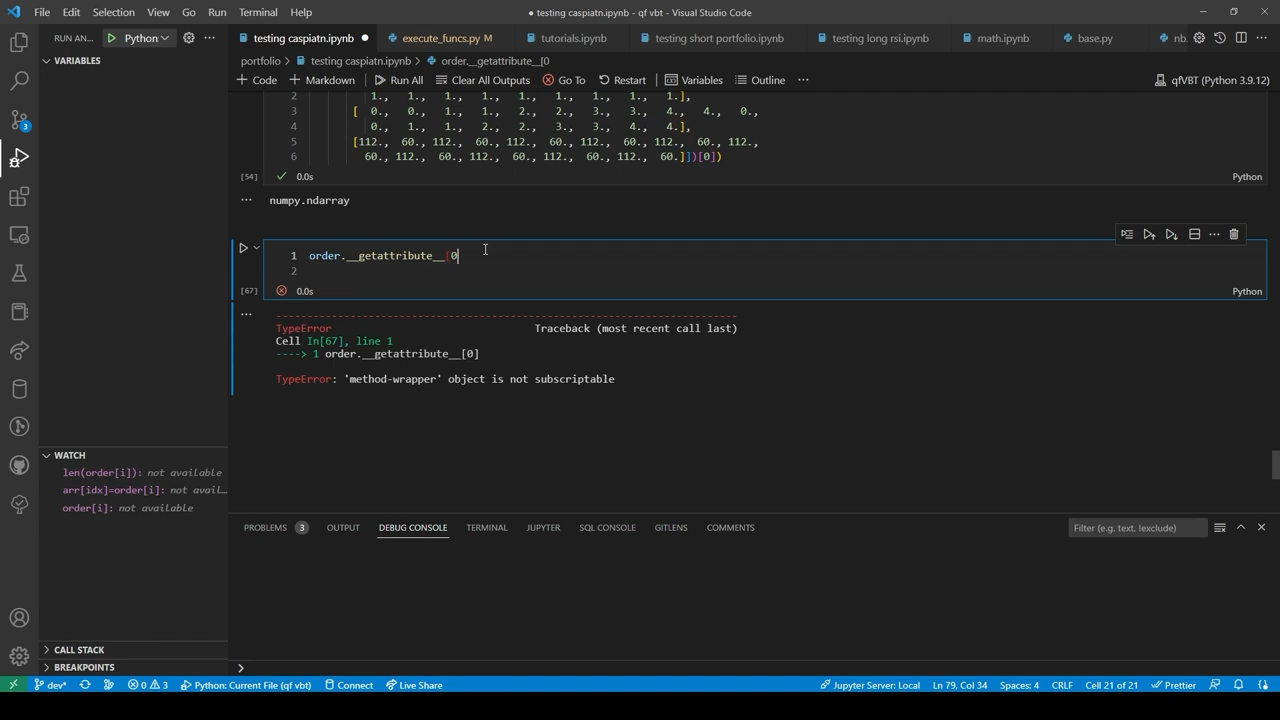 File Edit Selection View Go Run Terminal Help
● testing caspiatn.ipynb - qf vbt - Visual Studio Code
RUN AN... Python
testing caspiatn.ipynb ● execute_funcs.py M tutorials.ipynb testing short portfolio.ipynb testing long rsi.ipynb math.ipynb base.py nb.
VARIABLES
portfolio > testing caspiatn.ipynb > order.__getattribute__[0
+ Code + Markdown Run All Clear All Outputs Go To Restart Variables Outline ...
qfVBT (Python 3.9.12)
2 1., 1., 1., 1., 1., 1., 1., 1., 1.],
3 [ 0., 0., 1., 1., 2., 2., 3., 3., 4., 4., 0.,
4 0., 1., 1., 2., 2., 3., 3., 4., 4.],
5 [112., 60., 112., 60., 112., 60., 112., 60., 112., 60., 112.,
6 60., 112., 60., 112., 60., 112., 60., 112., 60.]])[0])
[54] 0.0s Python
... numpy.ndarray
1 order.__getattribute__[0
2
[67] 0.0s Python
...
---------------------------------------------------------------------------
TypeError Traceback (most recent call last)
Cell In[67], line 1
----> 1 order.__getattribute__[0]
TypeError: 'method-wrapper' object is not subscriptable
WATCH
len(order[i]): not available
arr[idx]=order[i]: not avail...
order[i]: not available
CALL STACK
BREAKPOINTS
3
PROBLEMS 3 OUTPUT DEBUG CONSOLE TERMINAL JUPYTER SQL CONSOLE GITLENS COMMENTS
Filter (e.g. text, !exclude)
>
dev* 0 3 Python: Current File (qf vbt) Connect Live Share
Jupyter Server: Local Ln 79, Col 34 Spaces: 4 CRLF Cell 21 of 21 Prettier